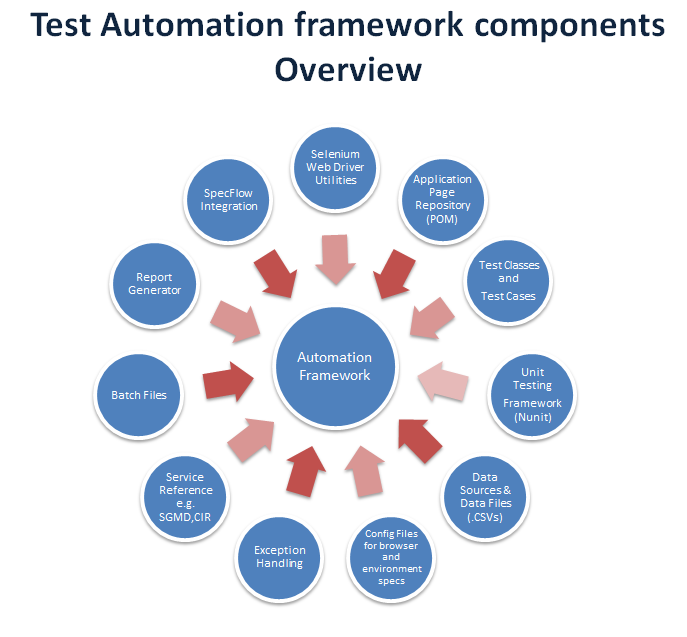 Test Automation framework components
Overview
Selenium
Web Driver
Utilities
Application
Page
Repository
(POM)
Test Classes
and
Test Cases
Unit
Testing
Framework
(Nunit)
Data
Sources &
Data Files
(.CSVs)
Config Files
for browser
and
environment
specs
Exception
Handling
Service
Reference
e.g.
SGMD,CIR
Batch Files
Report
Generator
SpecFlow
Integration
Automation
Framework